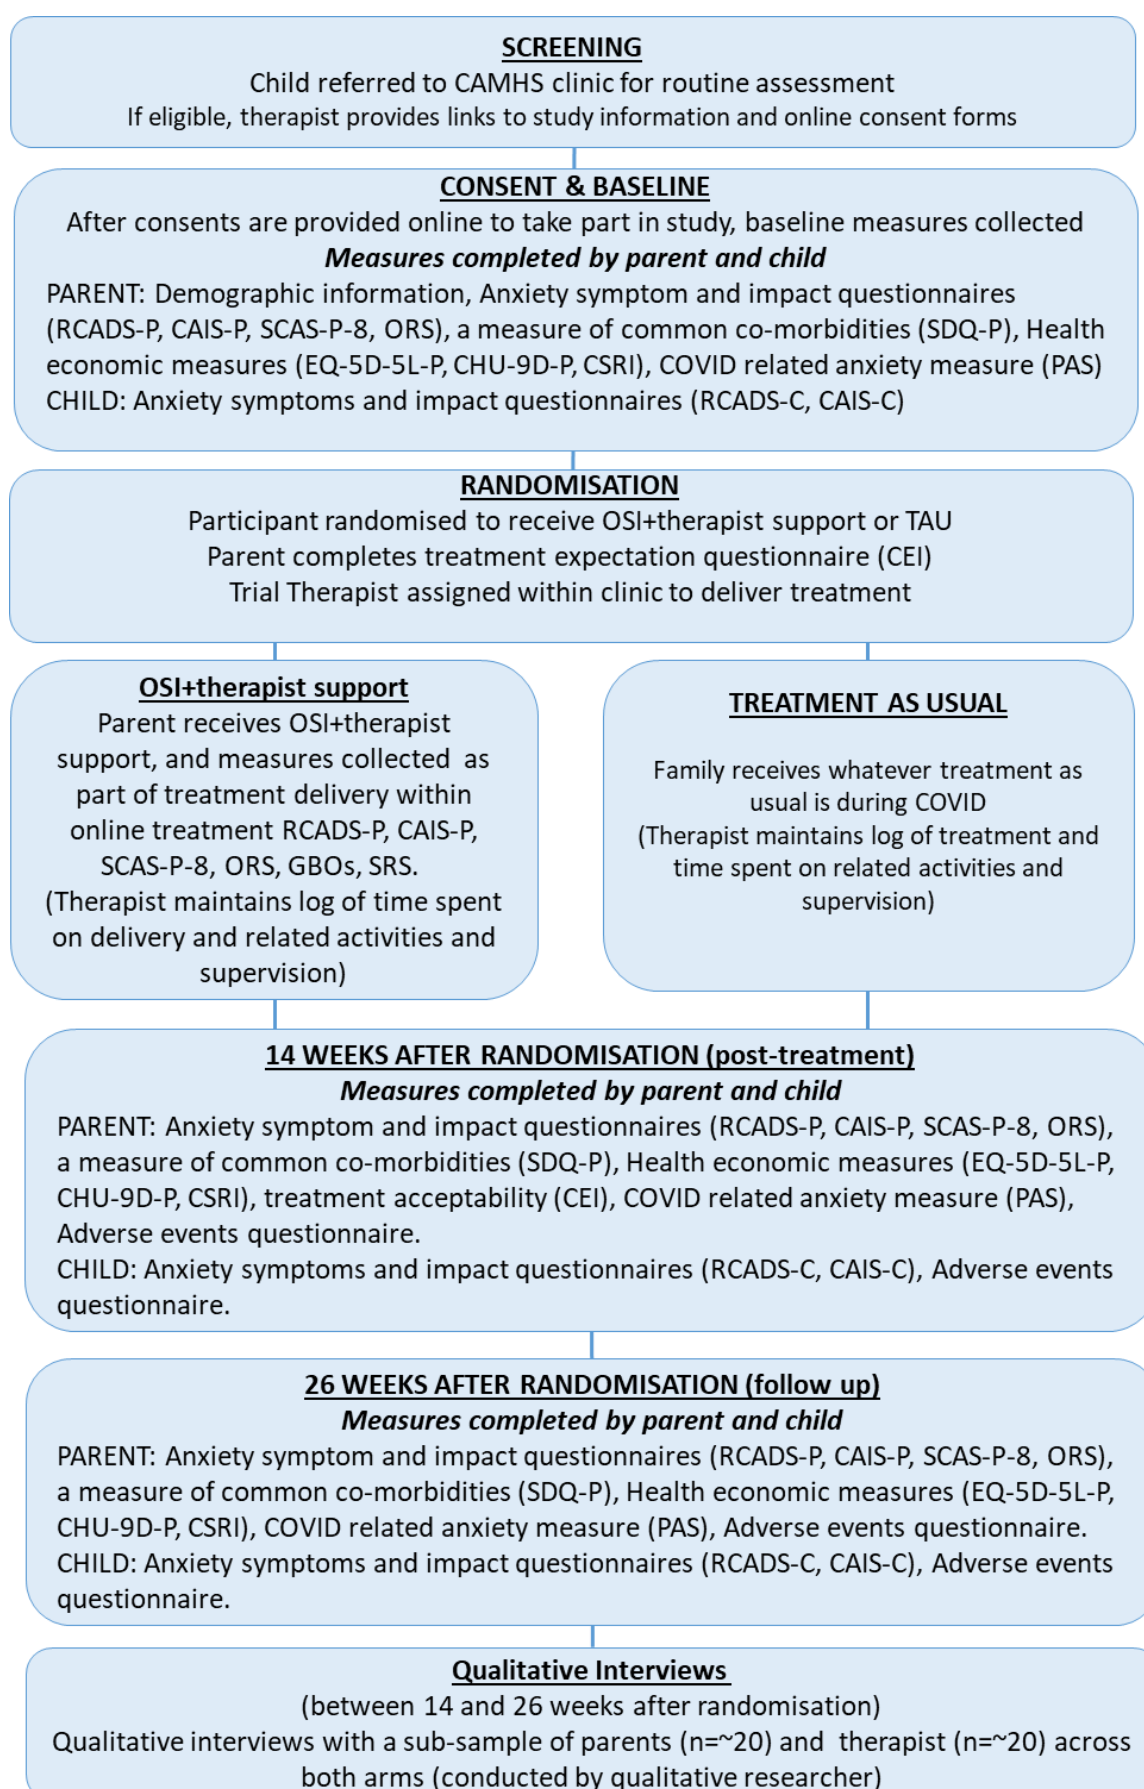 SCREENING
Child referred to CAMHS clinic for routine assessment
If eligible, therapist provides links to study information and online consent forms
CONSENT & BASELINE
After consents are provided online to take part in study, baseline measures collected
Measures completed by parent and child
PARENT: Demographic information, Anxiety symptom and impact questionnaires
(RCADS-P, CAIS-P, SCAS-P-8, ORS), a measure of common co-morbidities (SDQ-P), Health
economic measures (EQ-5D-5L-P, CHU-9D-P, CSRI), COVID related anxiety measure (PAS)
CHILD: Anxiety symptoms and impact questionnaires (RCADS-C, CAIS-C)
RANDOMISATION
Participant randomised to receive OSI+therapist support or TAU
Parent completes treatment expectation questionnaire (CEI)
Trial Therapist assigned within clinic to deliver treatment
OSI+therapist support
Parent receives OSI+therapist
support, and measures collected as
part of treatment delivery within
online treatment RCADS-P, CAIS-P,
SCAS-P-8, ORS, GBOs, SRS.
(Therapist maintains log of time spent
on delivery and related activities and
supervision)
TREATMENT AS USUAL
Family receives whatever treatment as
usual is during COVID
(Therapist maintains log of treatment and
time spent on related activities and
supervision)
14 WEEKS AFTER RANDOMISATION (post-treatment)
Measures completed by parent and child
PARENT: Anxiety symptom and impact questionnaires (RCADS-P, CAIS-P, SCAS-P-8, ORS),
a measure of common co-morbidities (SDQ-P), Health economic measures (EQ-5D-5L-P,
CHU-9D-P, CSRI), treatment acceptability (CEI), COVID related anxiety measure (PAS),
Adverse events questionnaire.
CHILD: Anxiety symptoms and impact questionnaires (RCADS-C, CAIS-C), Adverse events
questionnaire.
26 WEEKS AFTER RANDOMISATION (follow up)
Measures completed by parent and child
PARENT: Anxiety symptom and impact questionnaires (RCADS-P, CAIS-P, SCAS-P-8, ORS),
a measure of common co-morbidities (SDQ-P), Health economic measures (EQ-5D-5L-P,
CHU-9D-P, CSRI), COVID related anxiety measure (PAS), Adverse events questionnaire.
CHILD: Anxiety symptoms and impact questionnaires (RCADS-C, CAIS-C), Adverse events
questionnaire.
Qualitative Interviews
(between 14 and 26 weeks after randomisation)
Qualitative interviews with a sub-sample of parents (n=~20) and therapist (n=~20) across
both arms (conducted by qualitative researcher)